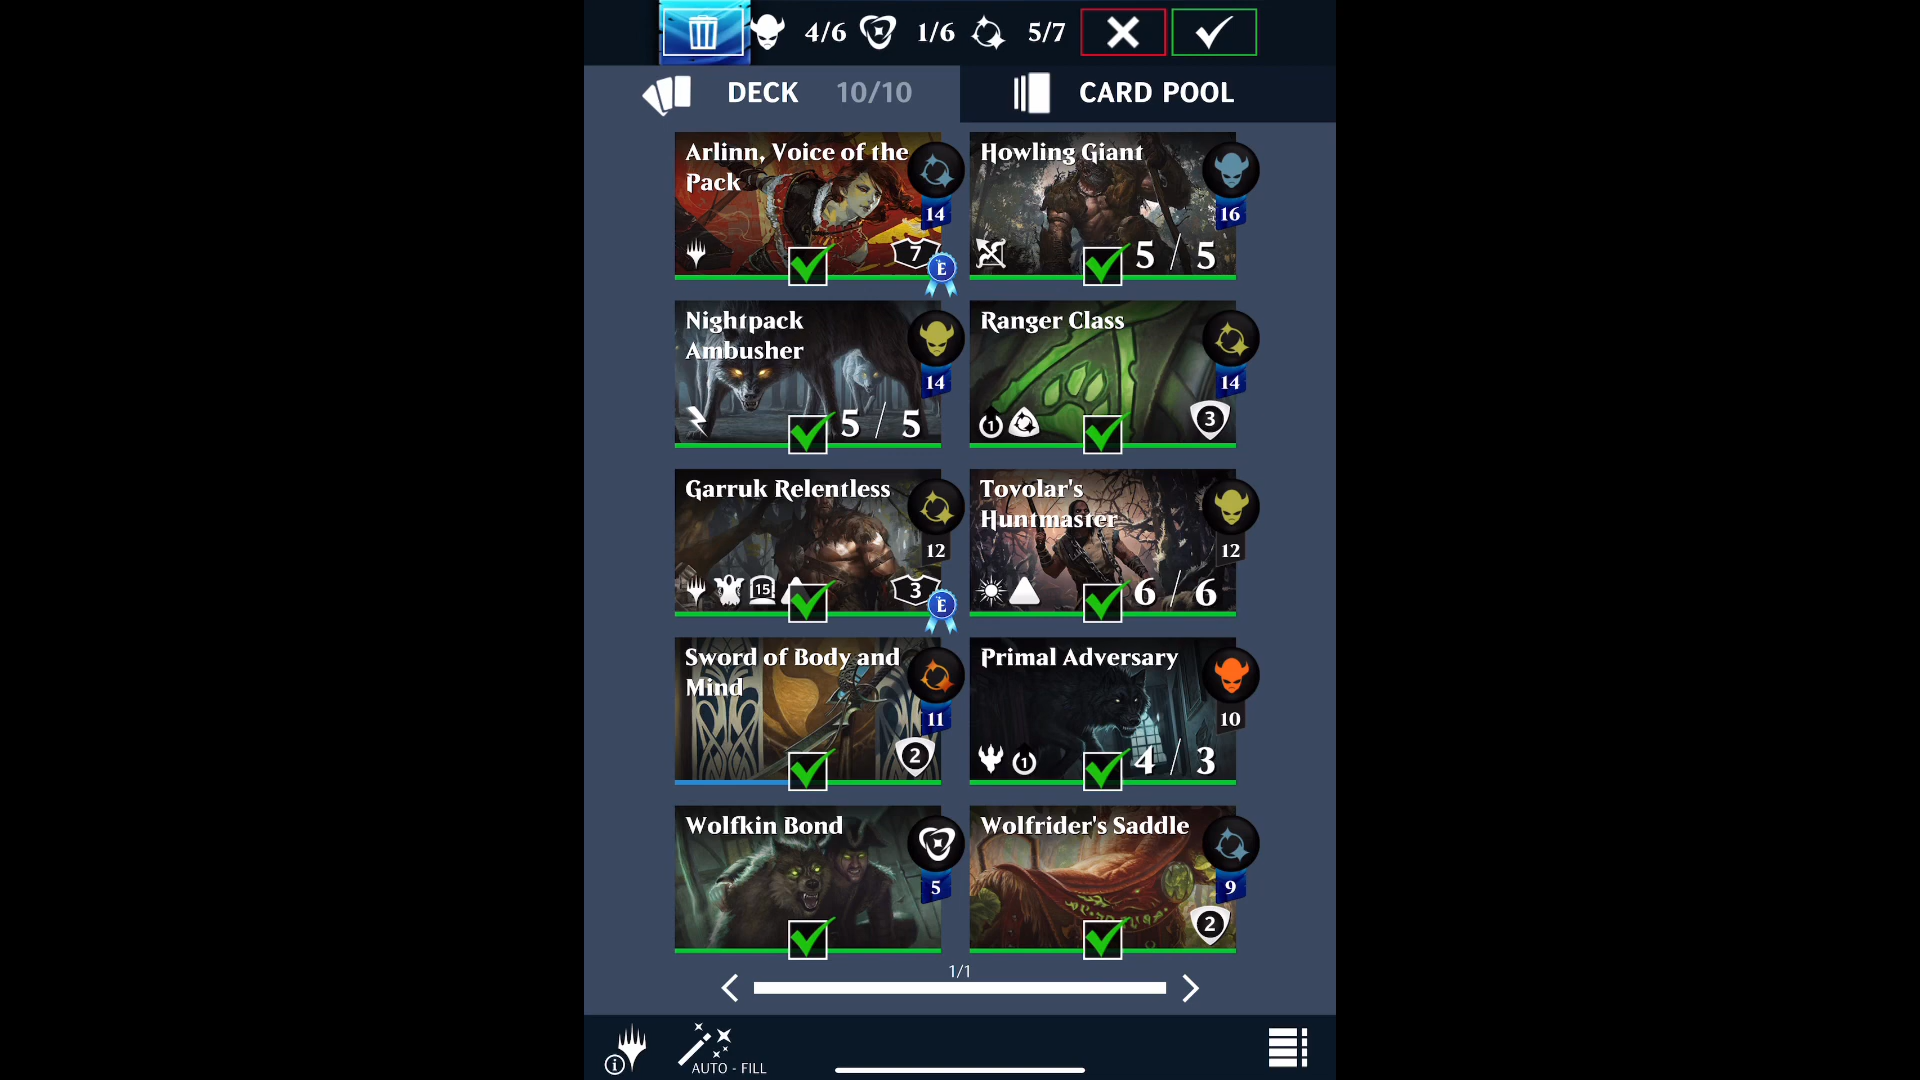 4/6 1/6 5/7
DECK 10/10 CARD POOL
Arlinn, Voice of the
Pack
14
7
E
Howling Giant
16
5 / 5
Nightpack
Ambusher
14
5 / 5
Ranger Class
14
1
3
Garruk Relentless
12
15
3
E
Tovolar's
Huntmaster
12
6 / 6
Sword of Body and
Mind
11
2
Primal Adversary
10
1
4 / 3
Wolfkin Bond
5
Wolfrider's Saddle
9
2
1/1
i
AUTO - FILL